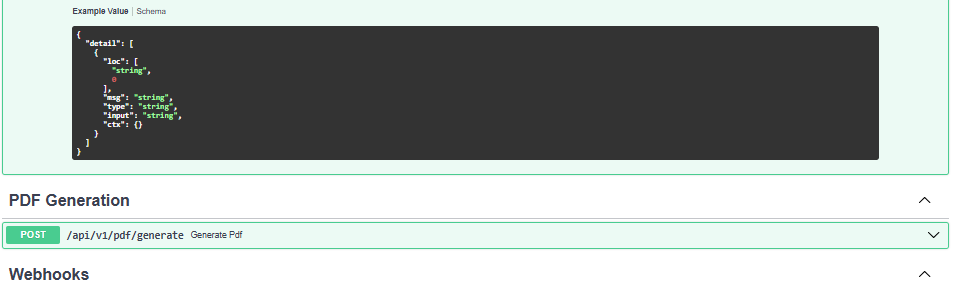 Example Value | Schema
{
  "detail": [
    {
      "loc": [
        "string",
        0
      ],
      "msg": "string",
      "type": "string",
      "input": "string",
      "ctx": {}
    }
  ]
}
PDF Generation
POST /api/v1/pdf/generate Generate Pdf
Webhooks